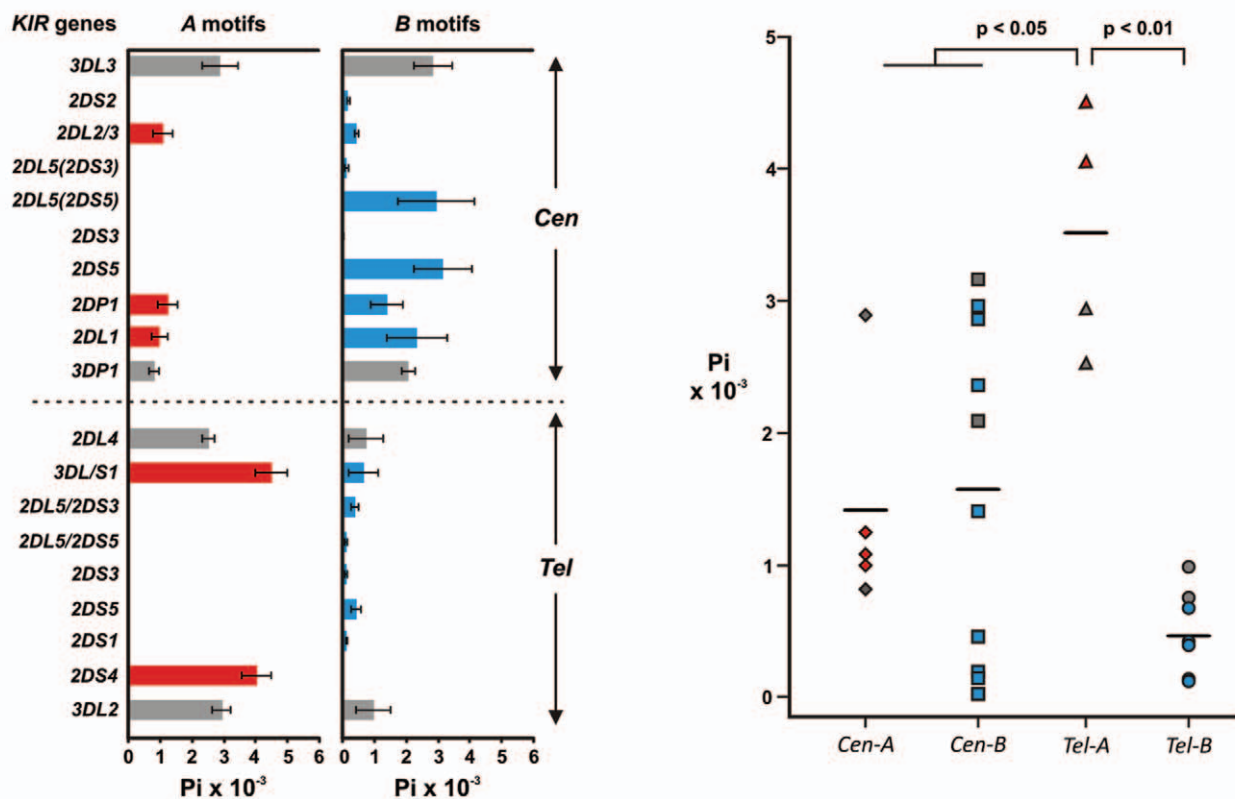 KIR genes
A motifs
B motifs
3DL3
2DS2
2DL2/3
2DL5(2DS3)
2DL5(2DS5)
2DS3
2DS5
2DP1
2DL1
3DP1
Cen
2DL4
3DL/S1
2DL5/2DS3
2DL5/2DS5
2DS3
2DS5
2DS1
2DS4
3DL2
Tel
0 1 2 3 4 5 6
0 1 2 3 4 5 6
Pi x 10⁻³
Pi x 10⁻³
p < 0.05
p < 0.01
5
4
3
2
1
0
Pi
x 10⁻³
Cen-A
Cen-B
Tel-A
Tel-B